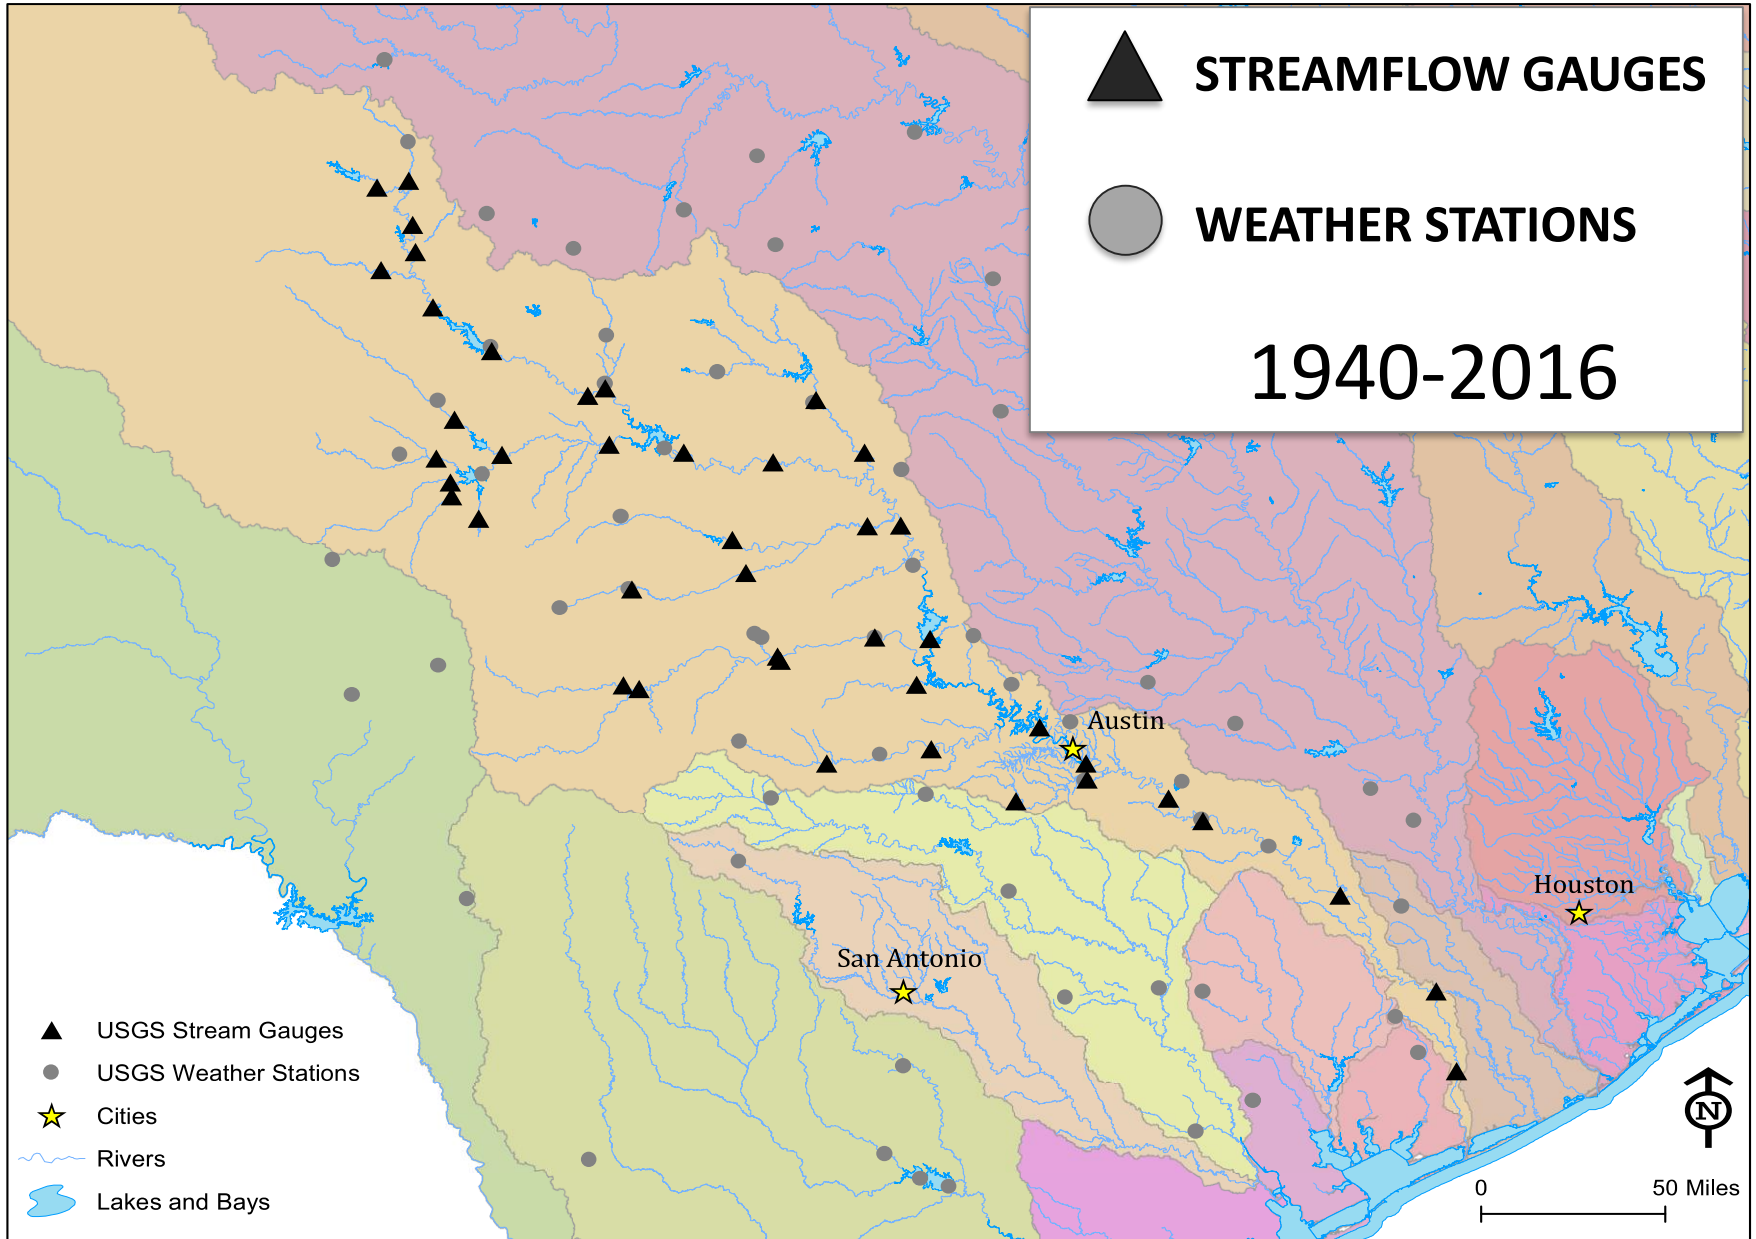 STREAMFLOW GAUGES
WEATHER STATIONS
1940-2016
Austin
Houston
San Antonio
USGS Stream Gauges
USGS Weather Stations
Cities
Rivers
Lakes and Bays
N
0 50 Miles